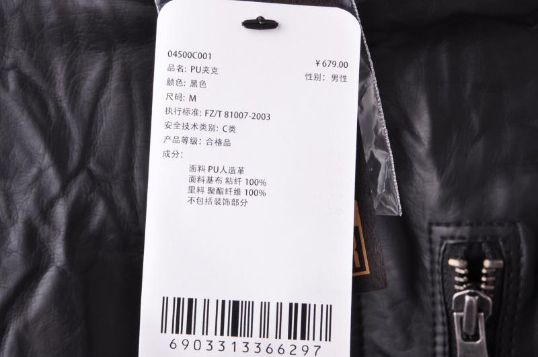 04500C001
¥679.00
品名: PU夹克
性别: 男性
颜色: 黑色
尺码: M
执行标准: FZ/T 81007-2003
安全技术类别: C类
产品等级: 合格品
成分:
面料 PU人造革
面料基布 粘纤 100%
里料 聚酯纤维 100%
不包括装饰部分
6903313366297